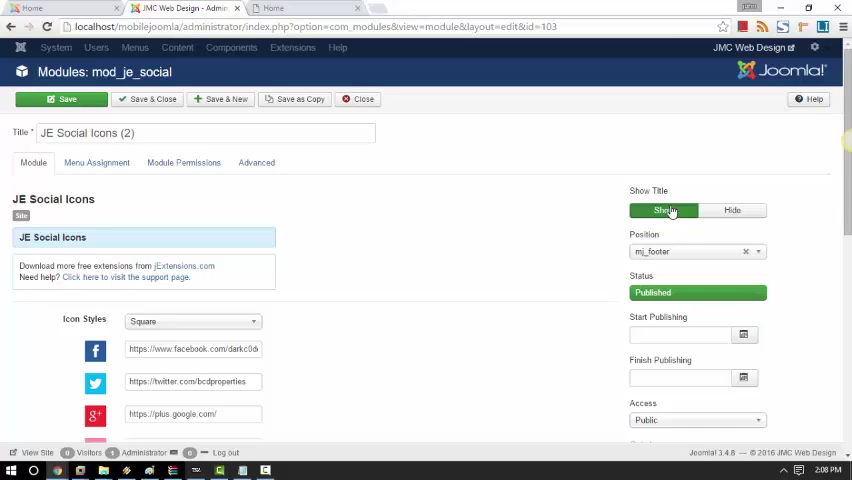 Home
JMC Web Design - Admini
Home
localhost/mobilejoomla/administrator/index.php?option=com_modules&view=module&layout=edit&id=103
System Users Menus Content Components Extensions Help
JMC Web Design
Modules: mod_je_social
Joomla!
Save
Save & Close
Save & New
Save as Copy
Close
Help
Title * JE Social Icons (2)
Module
Menu Assignment
Module Permissions
Advanced
JE Social Icons
Site
JE Social Icons
Download more free extensions from jExtensions.com
Need help? Click here to visit the support page.
Icon Styles Square
https://www.facebook.com/darkc0d
https://twitter.com/bcdproperties
g+ https://plus.google.com/
Show Title
Show Hide
Position
mj_footer
Status
Published
Start Publishing
Finish Publishing
Access
Public
View Site 0 Visitors 1 Administrator 0 Log out
Joomla! 3.4.8 — © 2016 JMC Web Design
2:08 PM